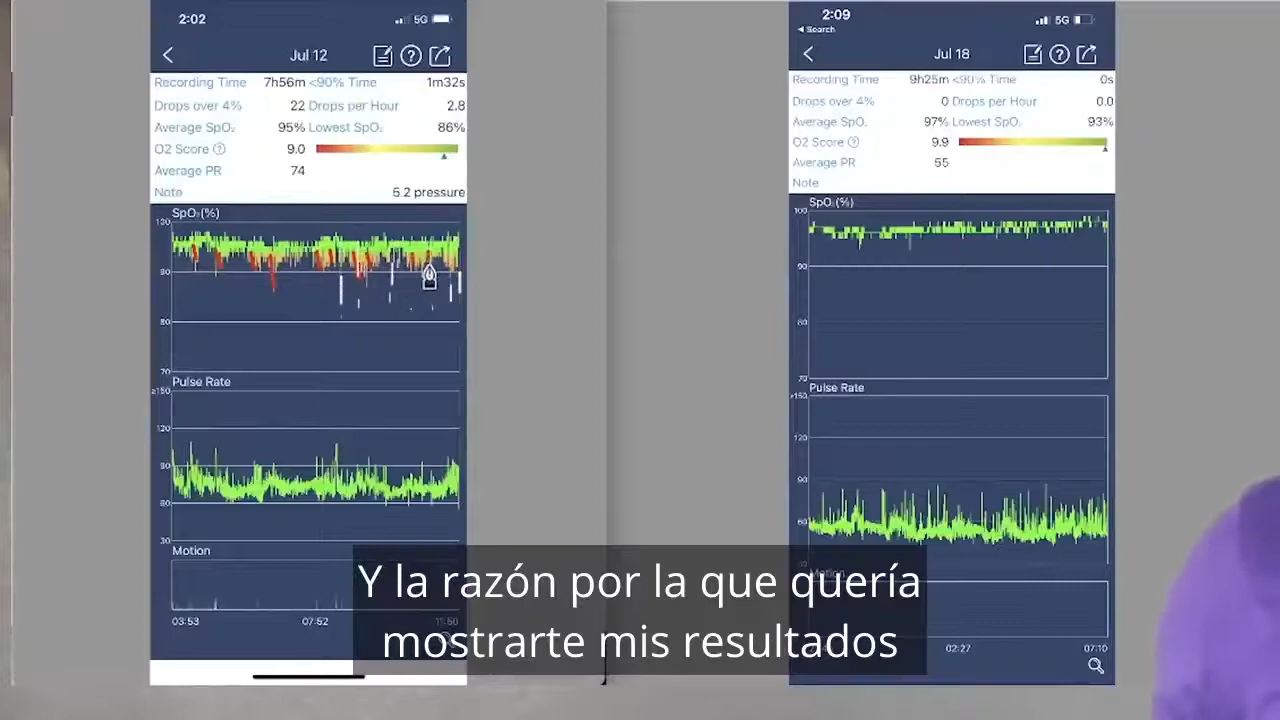 2:02
5G
Jul 12
Recording Time 7h56m <90% Time 1m32s
Drops over 4% 22 Drops per Hour 2.8
Average SpO₂ 95% Lowest SpO₂ 86%
O2 Score 9.0
Average PR 74
Note 5.2 pressure
SpO₂(%)
100
90
80
70
Pulse Rate
≥150
120
90
60
30
Motion
03:53 07:52 11:50
2:09
Search
5G
Jul 18
Recording Time 9h25m <90% Time 0s
Drops over 4% 0 Drops per Hour 0.0
Average SpO₂ 97% Lowest SpO₂ 93%
O2 Score 9.9
Average PR 55
Note
SpO₂(%)
100
90
80
70
Pulse Rate
≥150
120
90
60
Motion
02:27 07:10
Y la razón por la que quería
mostrarte mis resultados